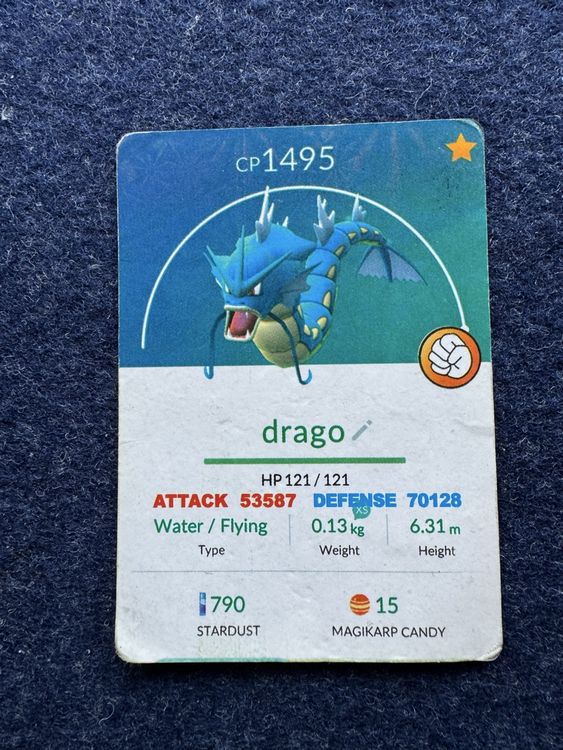 CP1495
drago
HP 121 / 121
ATTACK 53587 DEFENSE 70128
XS
Water / Flying 0.13 kg 6.31 m
Type Weight Height
790 15
STARDUST MAGIKARP CANDY